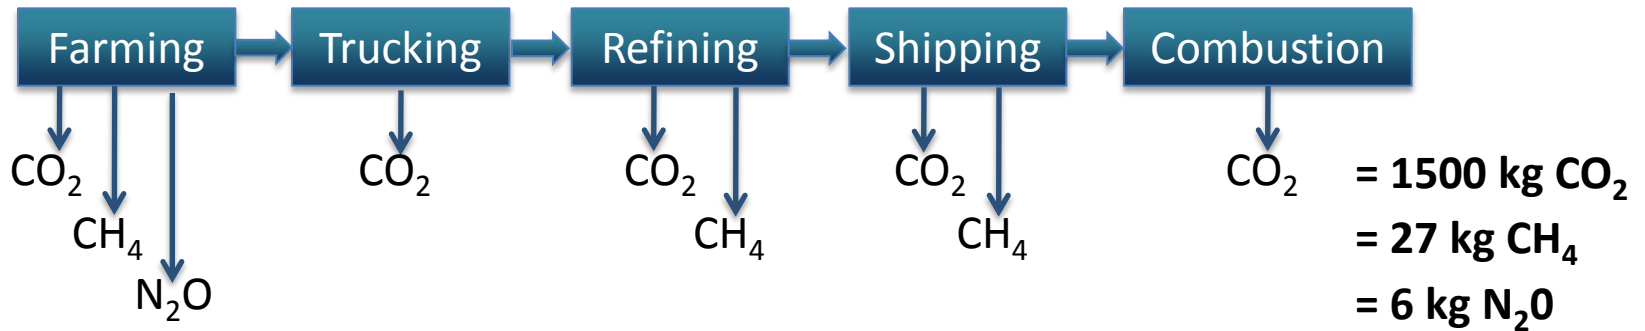 Farming Trucking Refining Shipping Combustion
CO₂ CO₂ CO₂ CO₂ CO₂ = 1500 kg CO₂
CH₄ CH₄ CH₄ = 27 kg CH₄
N₂O = 6 kg N₂0